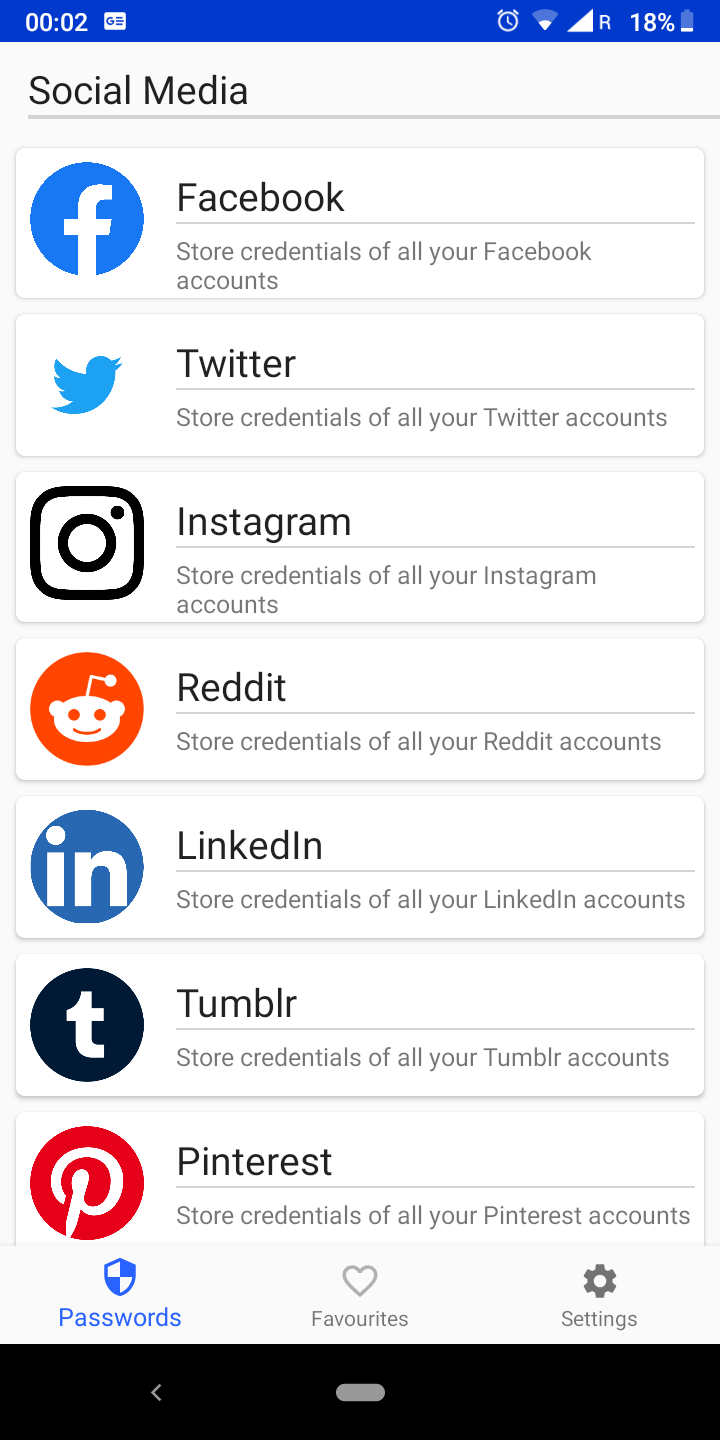 00:02 GE R 18%
Social Media
Facebook
Store credentials of all your Facebook
accounts
Twitter
Store credentials of all your Twitter accounts
Instagram
Store credentials of all your Instagram
accounts
Reddit
Store credentials of all your Reddit accounts
in
LinkedIn
Store credentials of all your LinkedIn accounts
Tumblr
Store credentials of all your Tumblr accounts
Pinterest
Store credentials of all your Pinterest accounts
Passwords Favourites Settings